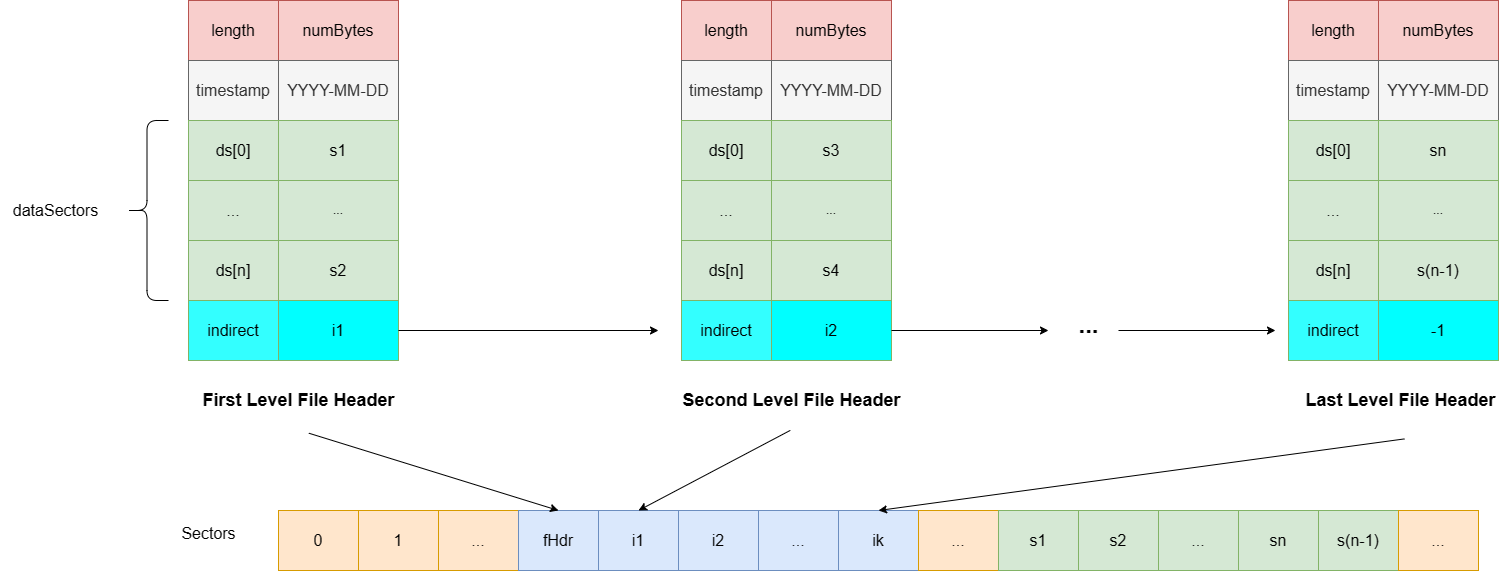 length numBytes length numBytes length numBytes
timestamp YYYY-MM-DD timestamp YYYY-MM-DD timestamp YYYY-MM-DD
ds[0] s1 ds[0] s3 ds[0] sn
... ... ... ... ... ...
dataSectors
ds[n] s2 ds[n] s4 ds[n] s(n-1)
indirect i1 indirect i2 ... indirect -1
First Level File Header Second Level File Header Last Level File Header
Sectors
0 1 ... fHdr i1 i2 ... ik ... s1 s2 ... sn s(n-1) ...